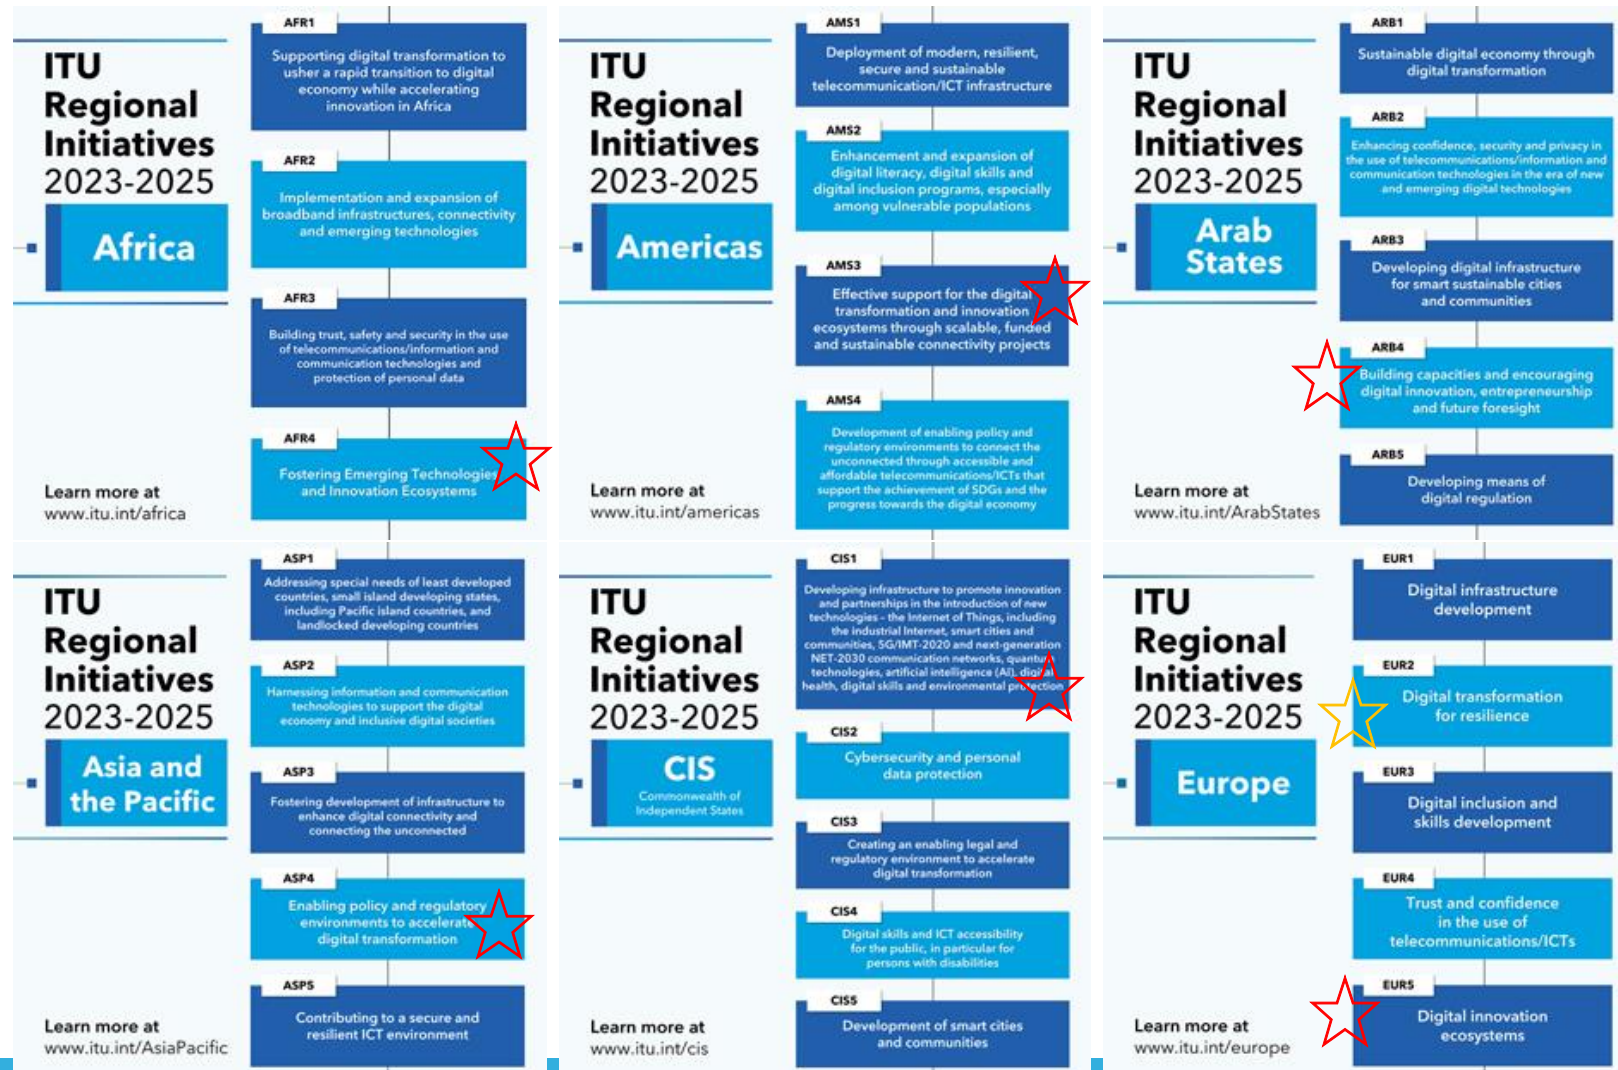 ITU
Regional
Initiatives
2023-2025
Africa
Learn more at
www.itu.int/africa
AFR1
Supporting digital transformation to
usher a rapid transition to digital
economy while accelerating
innovation in Africa
AFR2
Implementation and expansion of
broadband infrastructures, connectivity
and emerging technologies
AFR3
Building trust, safety and security in the use
of telecommunications/information and
communication technologies and
protection of personal data
AFR4
Fostering Emerging Technologies
and Innovation Ecosystems
ITU
Regional
Initiatives
2023-2025
Americas
Learn more at
www.itu.int/americas
AMS1
Deployment of modern, resilient,
secure and sustainable
telecommunication/ICT infrastructure
AMS2
Enhancement and expansion of
digital literacy, digital skills and
digital inclusion programs, especially
among vulnerable populations
AMS3
Effective support for the digital
transformation and innovation
ecosystems through scalable, funded
and sustainable connectivity projects
AMS4
Development of enabling policy and
regulatory environments to connect the
unconnected through accessible and
affordable telecommunications/ICTs that
support the achievement of SDGs and the
progress towards the digital economy
ITU
Regional
Initiatives
2023-2025
Arab
States
Learn more at
www.itu.int/ArabStates
ARB1
Sustainable digital economy through
digital transformation
ARB2
Enhancing confidence, security and privacy in
the use of telecommunications/information and
communication technologies in the era of new
and emerging digital technologies
ARB3
Developing digital infrastructure
for smart sustainable cities
and communities
ARB4
Building capacities and encouraging
digital innovation, entrepreneurship
and future foresight
ARB5
Developing means of
digital regulation
ITU
Regional
Initiatives
2023-2025
Asia and
the Pacific
Learn more at
www.itu.int/AsiaPacific
ASP1
Addressing special needs of least developed
countries, small island developing states,
including Pacific island countries, and
landlocked developing countries
ASP2
Harnessing information and communication
technologies to support the digital
economy and inclusive digital societies
ASP3
Fostering development of infrastructure to
enhance digital connectivity and
connecting the unconnected
ASP4
Enabling policy and regulatory
environments to accelerate
digital transformation
ASP5
Contributing to a secure and
resilient ICT environment
ITU
Regional
Initiatives
2023-2025
CIS
Commonwealth of
Independent States
Learn more at
www.itu.int/cis
CIS1
Developing infrastructure to promote innovation
and partnerships in the introduction of new
technologies – the Internet of Things, including
the industrial Internet, smart cities and
communities, 5G/IMT-2020 and next-generation
NET-2030 communication networks, quantum
technologies, artificial intelligence (AI), digital
health, digital skills and environmental protection
CIS2
Cybersecurity and personal
data protection
CIS3
Creating an enabling legal and
regulatory environment to accelerate
digital transformation
CIS4
Digital skills and ICT accessibility
for the public, in particular for
persons with disabilities
CIS5
Development of smart cities
and communities
ITU
Regional
Initiatives
2023-2025
Europe
Learn more at
www.itu.int/europe
EUR1
Digital infrastructure
development
EUR2
Digital transformation
for resilience
EUR3
Digital inclusion and
skills development
EUR4
Trust and confidence
in the use of
telecommunications/ICTs
EUR5
Digital innovation
ecosystems